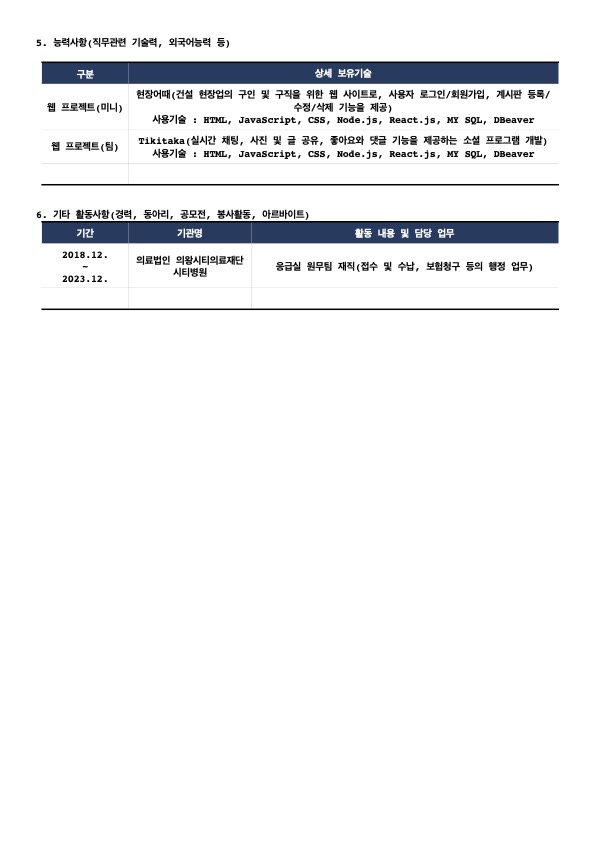 5. 능력사항(직무관련 기술력, 외국어능력 등)
구분 상세 보유기술
웹 프로젝트(미니)
현장어때(건설 현장업의 구인 및 구직을 위한 웹 사이트로, 사용자 로그인/회원가입, 게시판 등록/
수정/삭제 기능을 제공)
사용기술 : HTML, JavaScript, CSS, Node.js, React.js, MY SQL, DBeaver
웹 프로젝트(팀)
Tikitaka(실시간 채팅, 사진 및 글 공유, 좋아요와 댓글 기능을 제공하는 소셜 프로그램 개발)
사용기술 : HTML, JavaScript, CSS, Node.js, React.js, MY SQL, DBeaver
6. 기타 활동사항(경력, 동아리, 공모전, 봉사활동, 아르바이트)
기간 기관명 활동 내용 및 담당 업무
2018.12.
~
2023.12.
의료법인 의왕시티의료재단
시티병원
응급실 원무팀 재직(접수 및 수납, 보험청구 등의 행정 업무)